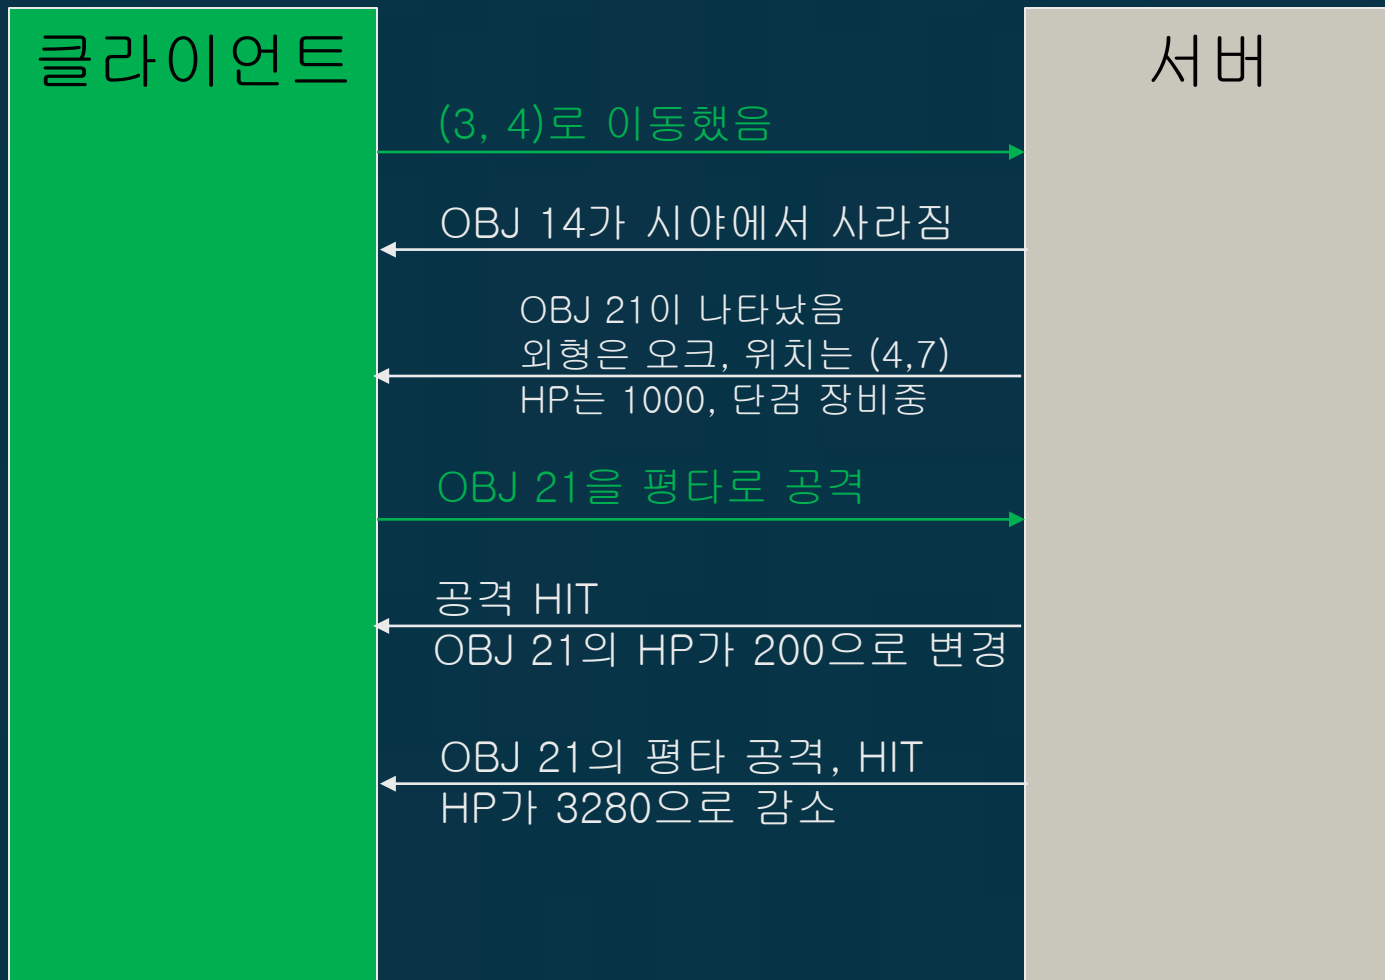 클라이언트
서버
(3, 4)로 이동했음
OBJ 14가 시야에서 사라짐
OBJ 21이 나타났음
외형은 오크, 위치는 (4,7)
HP는 1000, 단검 장비중
OBJ 21을 평타로 공격
공격 HIT
OBJ 21의 HP가 200으로 변경
OBJ 21의 평타 공격, HIT
HP가 3280으로 감소